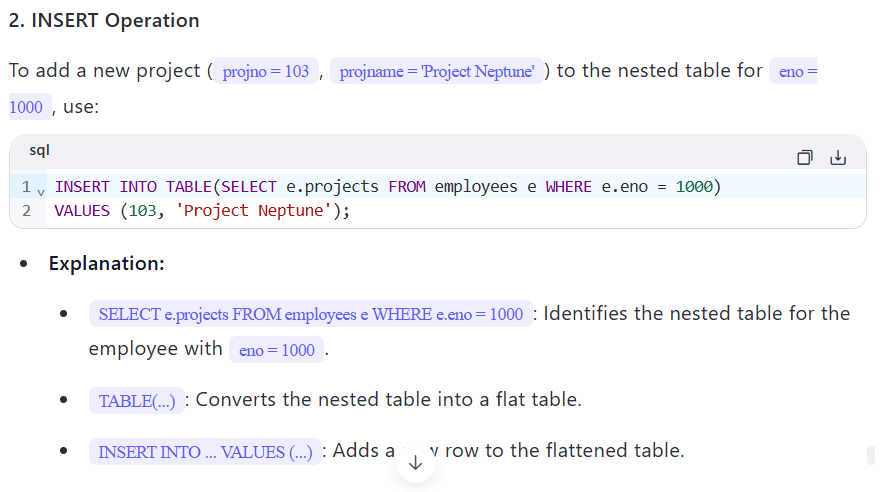 2. INSERT Operation
To add a new project ( projno = 103 , projname = 'Project Neptune' ) to the nested table for eno =
1000 , use:
sql
1 INSERT INTO TABLE(SELECT e.projects FROM employees e WHERE e.eno = 1000)
2 VALUES (103, 'Project Neptune');
• Explanation:
• SELECT e.projects FROM employees e WHERE e.eno = 1000 : Identifies the nested table for the
employee with eno = 1000 .
• TABLE(...) : Converts the nested table into a flat table.
• INSERT INTO ... VALUES (...) : Adds a row to the flattened table.